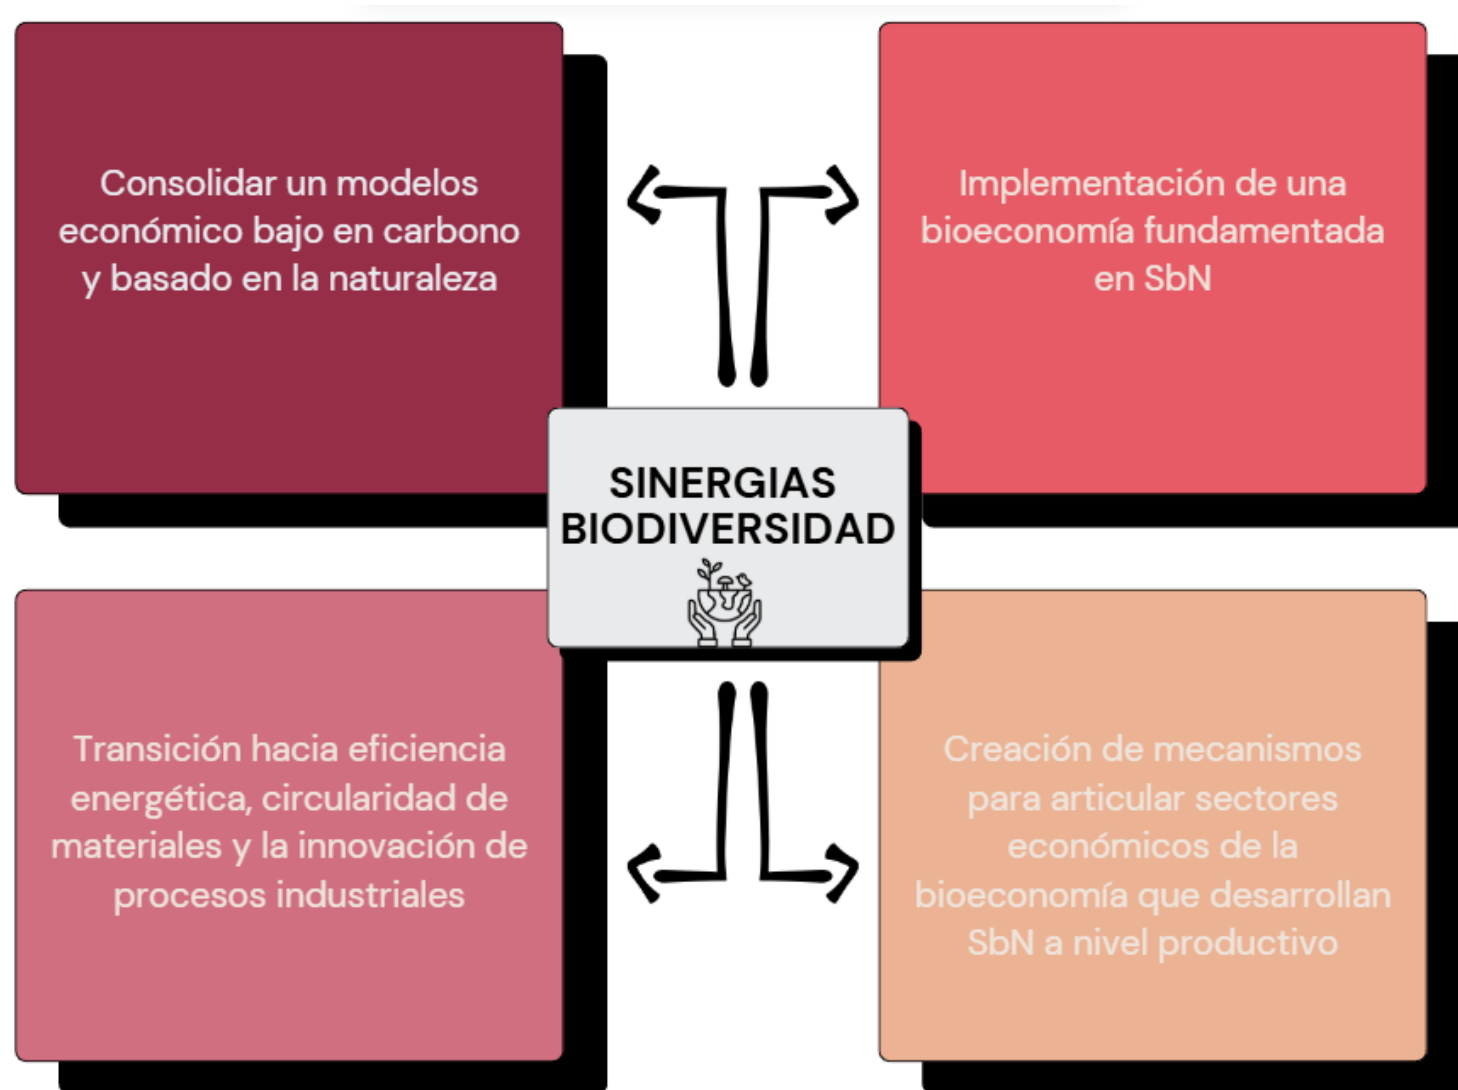 Consolidar un modelos
económico bajo en carbono
y basado en la naturaleza
Implementación de una
bioeconomía fundamentada
en SbN
SINERGIAS
BIODIVERSIDAD
Transición hacia eficiencia
energética, circularidad de
materiales y la innovación de
procesos industriales
Creación de mecanismos
para articular sectores
económicos de la
bioeconomía que desarrollan
SbN a nivel productivo